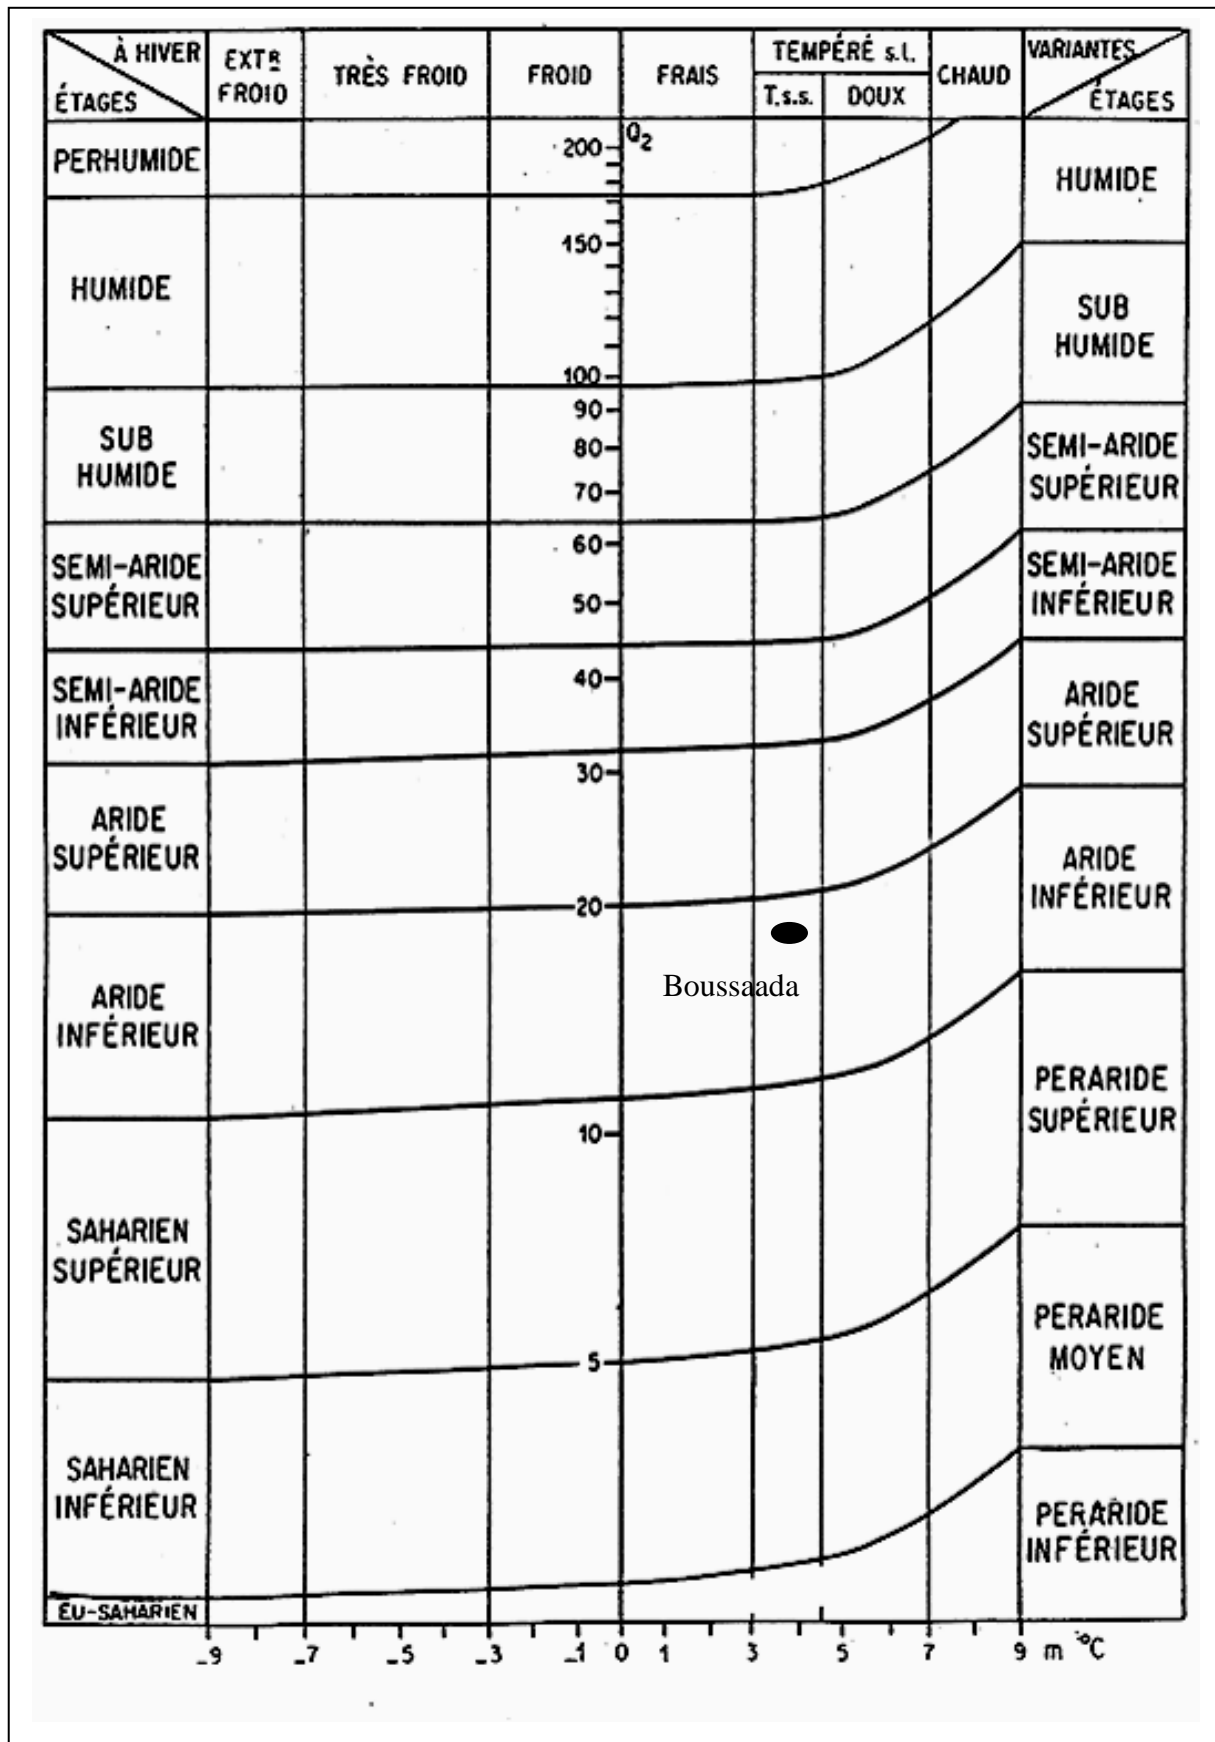 À HIVER
ÉTAGES
EXTR FROID
TRÈS FROID
FROID
FRAIS
TEMPÉRÉ s.l.
T.s.s.
DOUX
CHAUD
VARIANTES
ÉTAGES
PERHUMIDE
HUMIDE
SUB
HUMIDE
SEMI-ARIDE
SUPÉRIEUR
SEMI-ARIDE
INFÉRIEUR
ARIDE
SUPÉRIEUR
ARIDE
INFÉRIEUR
SAHARIEN
SUPÉRIEUR
SAHARIEN
INFÉRIEUR
EU-SAHARIEN
Q2
200
150
100
90
80
70
60
50
40
30
20
10
5
Boussaada
HUMIDE
SUB
HUMIDE
SEMI-ARIDE
SUPÉRIEUR
SEMI-ARIDE
INFÉRIEUR
ARIDE
SUPÉRIEUR
ARIDE
INFÉRIEUR
PERARIDE
SUPÉRIEUR
PERARIDE
MOYEN
PERARIDE
INFÉRIEUR
-9 -7 -5 -3 -1 0 1 3 5 7 9 m °C